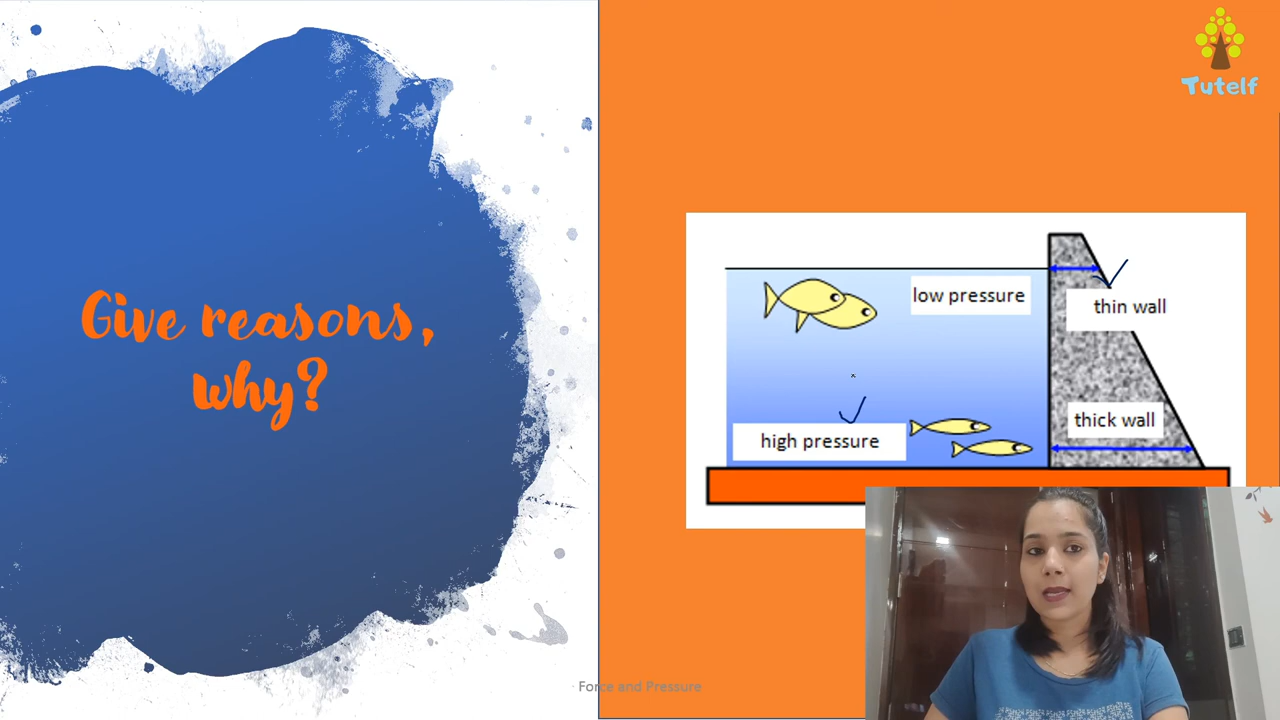 Tutelf
Give reasons,
why?
low pressure
thin wall
thick wall
high pressure
Force and Pressure